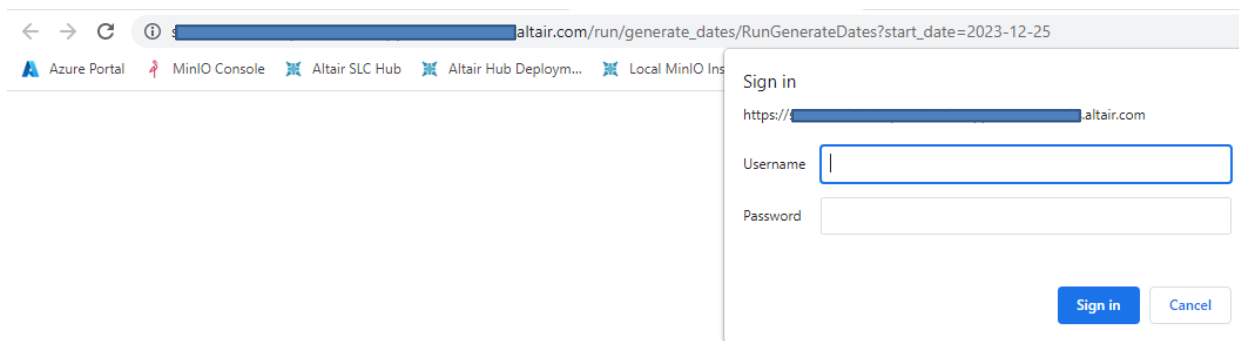 altair.com/run/generate_dates/RunGenerateDates?start_date=2023-12-25
Azure Portal MinIO Console Altair SLC Hub Altair Hub Deploym... Local MinIO Ins
Sign in
https:// .altair.com
Username
Password
Sign in Cancel